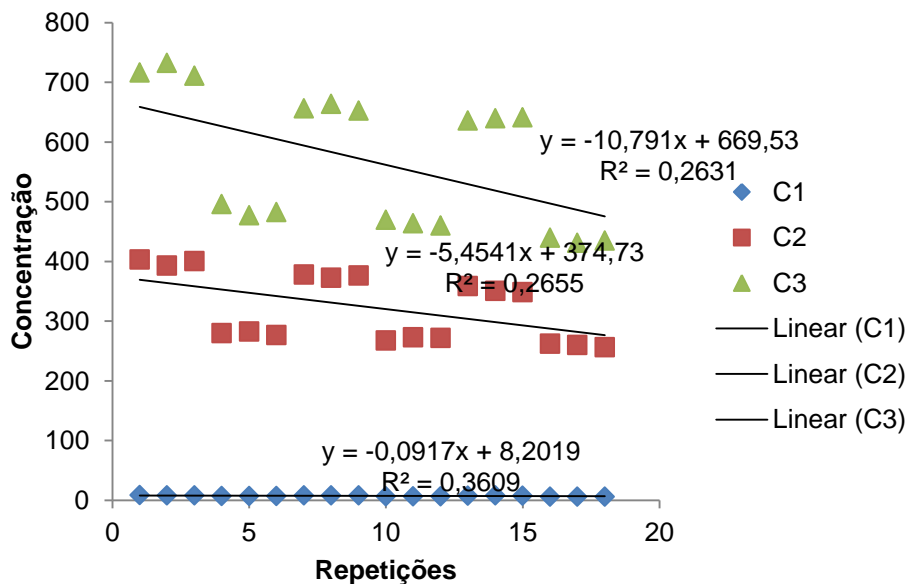 800
700
600
500
400
300
200
100
0
0
5
10
15
20
Concentração
Repetições
y = -10,791x + 669,53
R² = 0,2631
y = -5,4541x + 374,73
R² = 0,2655
y = -0,0917x + 8,2019
R² = 0,3609
C1
C2
C3
Linear (C1)
Linear (C2)
Linear (C3)